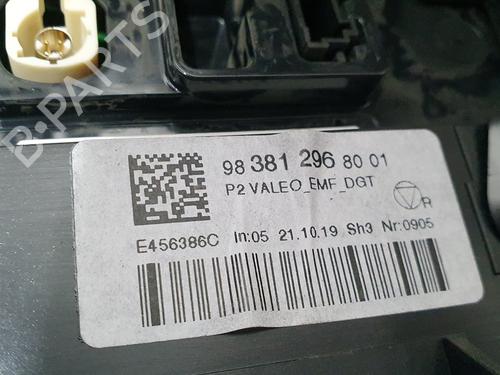 B-PARTS
98 381 296 80 01
P2 VALEO_EMF_DGT
R
E456386C In:05 21.10.19 Sh3 Nr:0905